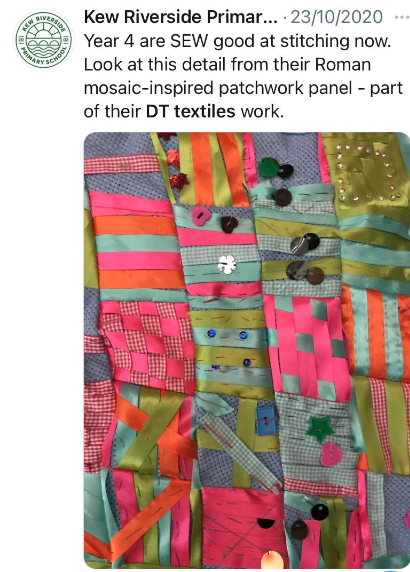 Kew Riverside Primar... · 23/10/2020 ...
Year 4 are SEW good at stitching now.
Look at this detail from their Roman
mosaic-inspired patchwork panel - part
of their DT textiles work.
KEW RIVERSIDE
PRIMARY SCHOOL